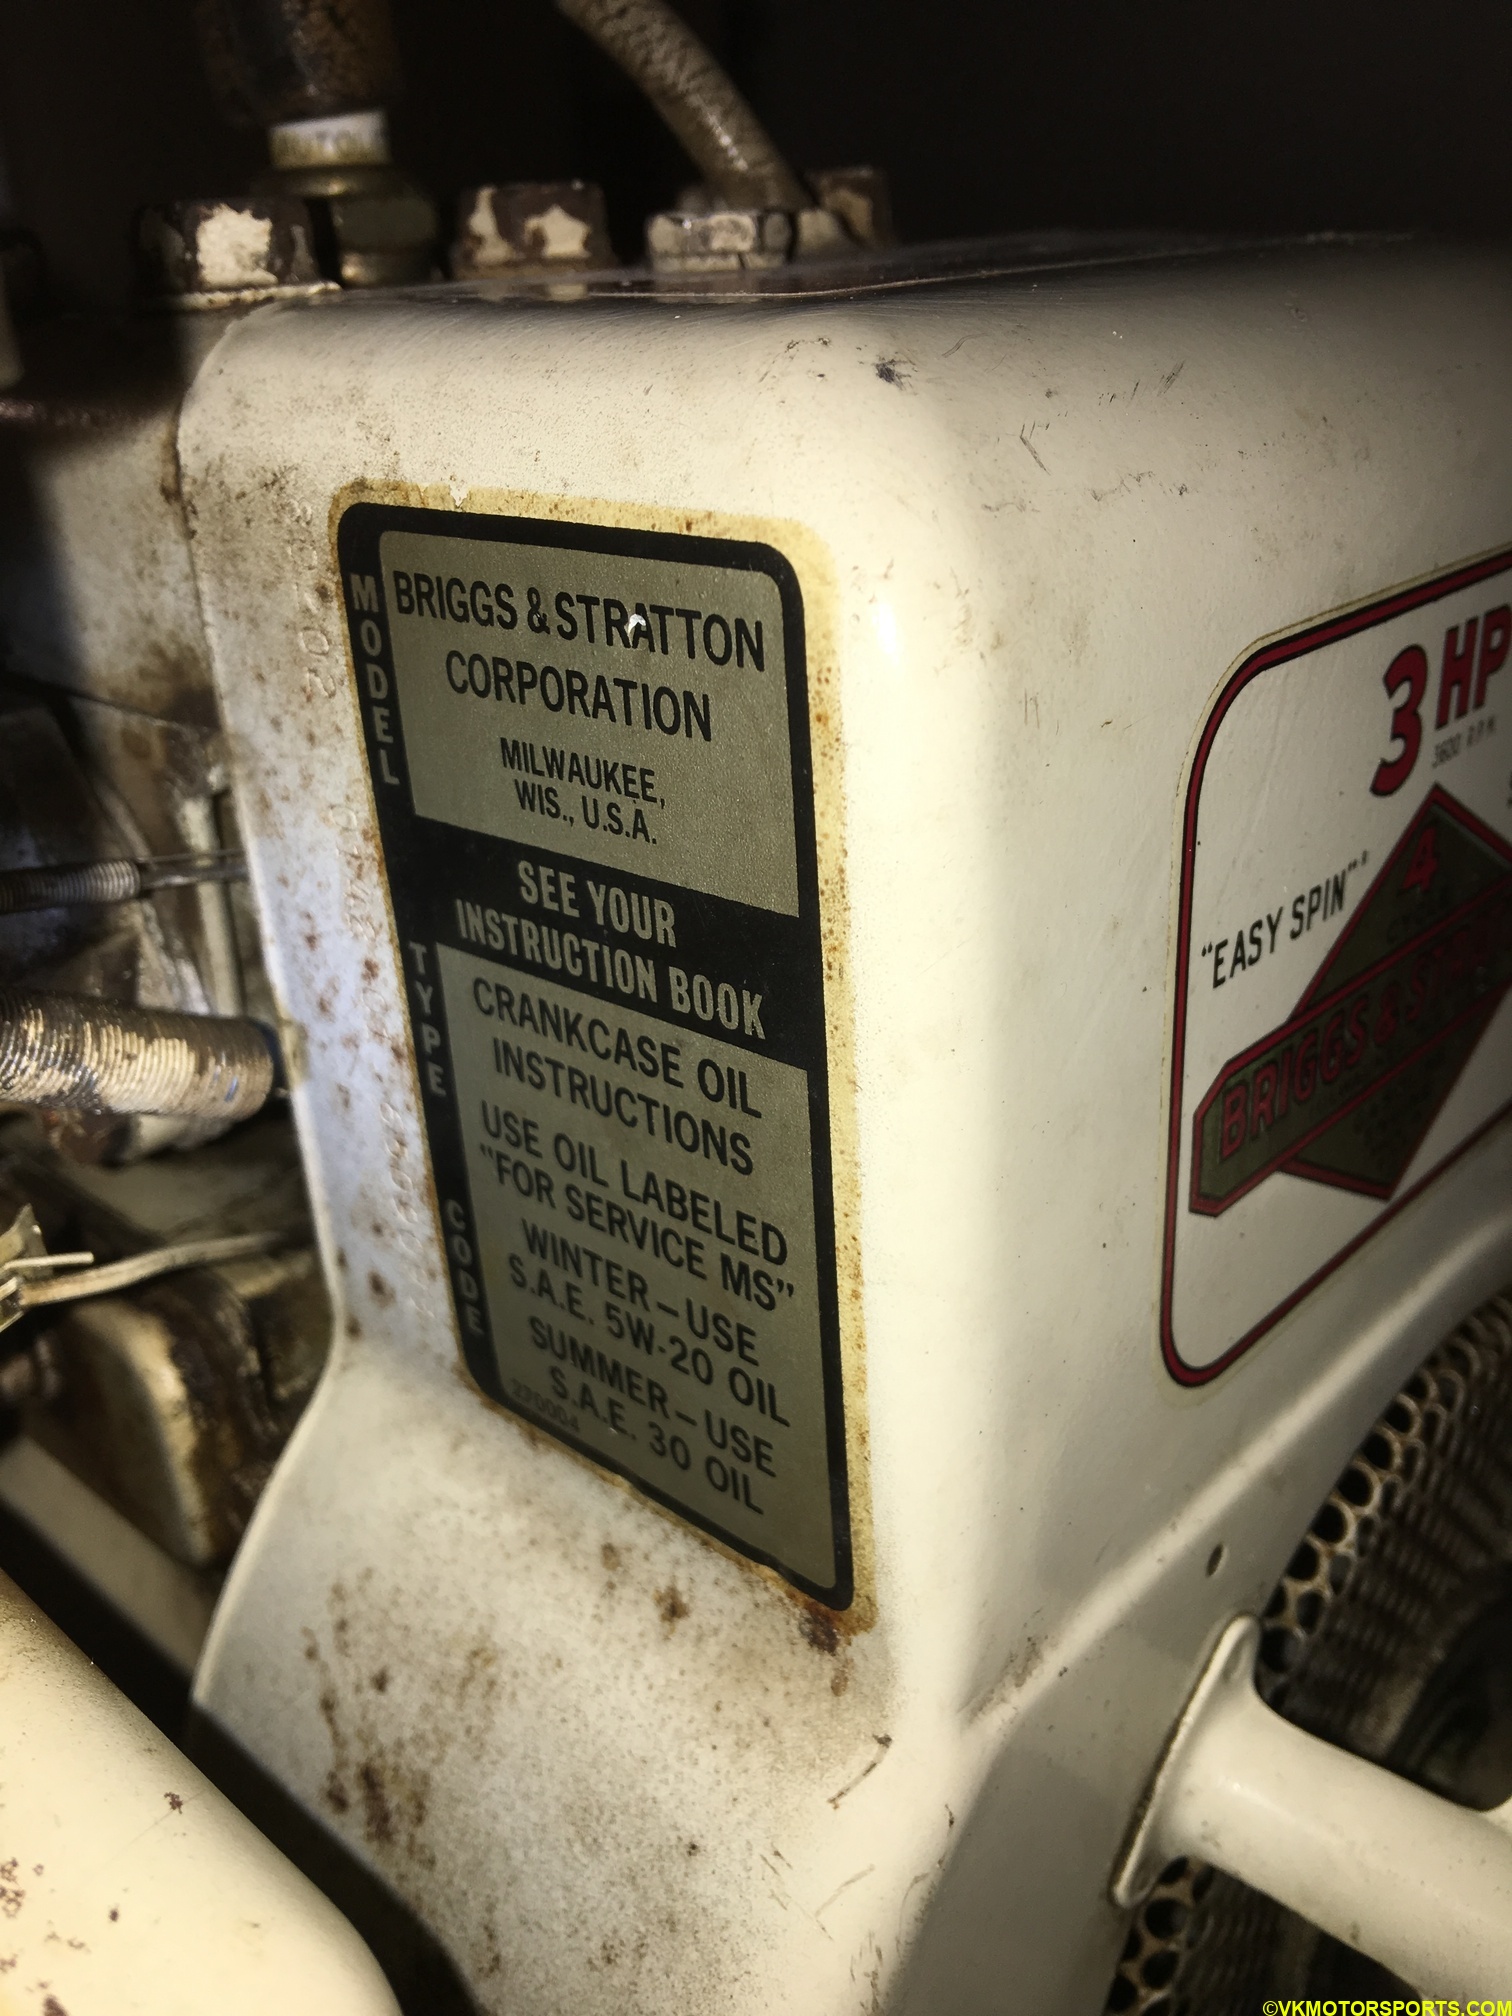 MODEL
BRIGGS & STRATTON
CORPORATION
MILWAUKEE,
WIS., U.S.A.
SEE YOUR
INSTRUCTION BOOK
TYPE
CRANKCASE OIL
INSTRUCTIONS
USE OIL LABELED
"FOR SERVICE MS"
CODE
WINTER – USE
S.A.E. 5W-20 OIL
SUMMER – USE
S.A.E. 30 OIL
270004
3 HP
3600 R.P.M.
"EASY SPIN"
4
BRIGGS &
©VKMOTORSPORTS.COM